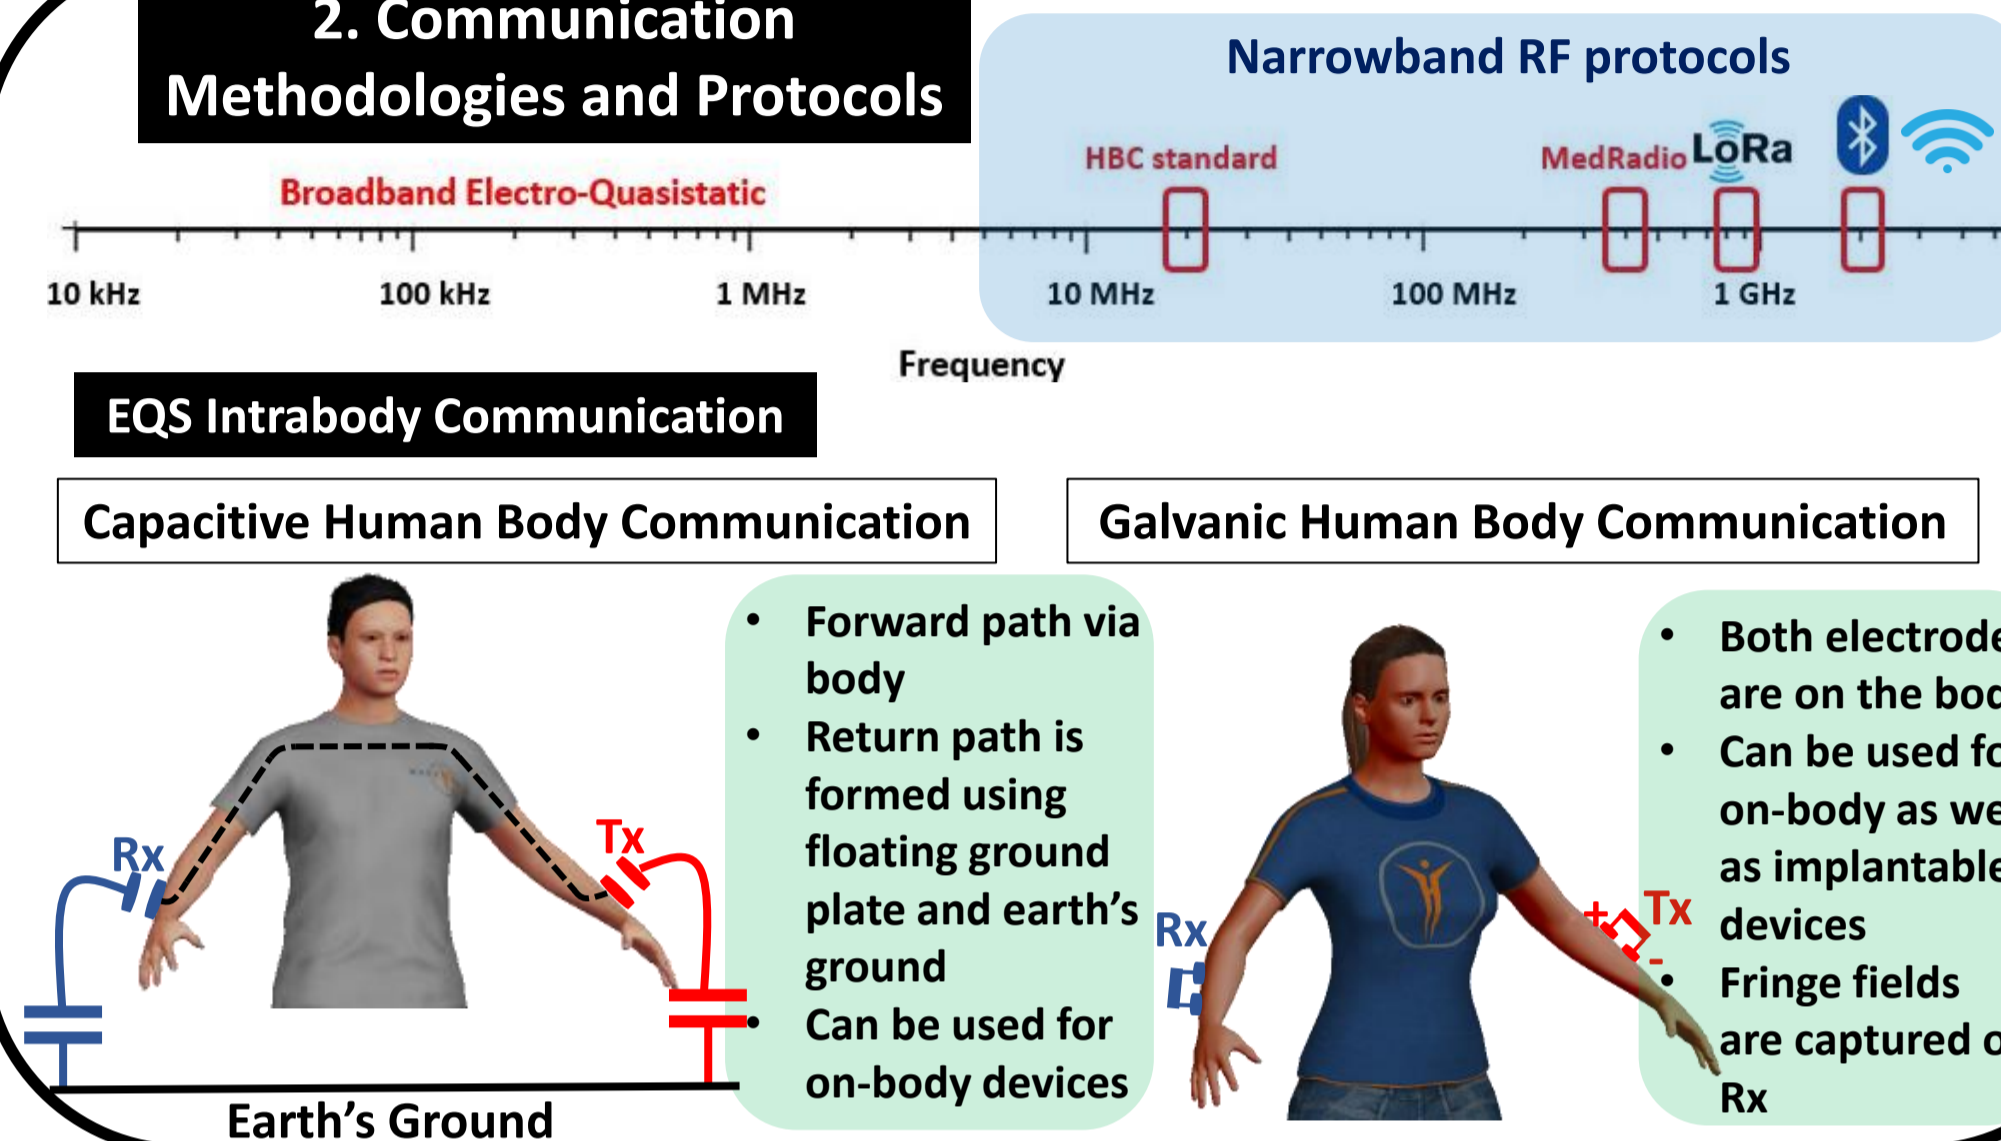 2. Communication
Methodologies and Protocols
Narrowband RF protocols
HBC standard
MedRadio
LoRa
Broadband Electro-Quasistatic
10 kHz
100 kHz
1 MHz
10 MHz
100 MHz
1 GHz
Frequency
EQS Intrabody Communication
Capacitive Human Body Communication
Rx
Tx
Earth's Ground
• Forward path via
body
• Return path is
formed using
floating ground
plate and earth's
ground
• Can be used for
on-body devices
Galvanic Human Body Communication
Rx
+
Tx
-
• Both electrode
are on the
• Can be used
on-body as
as implantable
devices
• Fringe fields
are captured
Rx